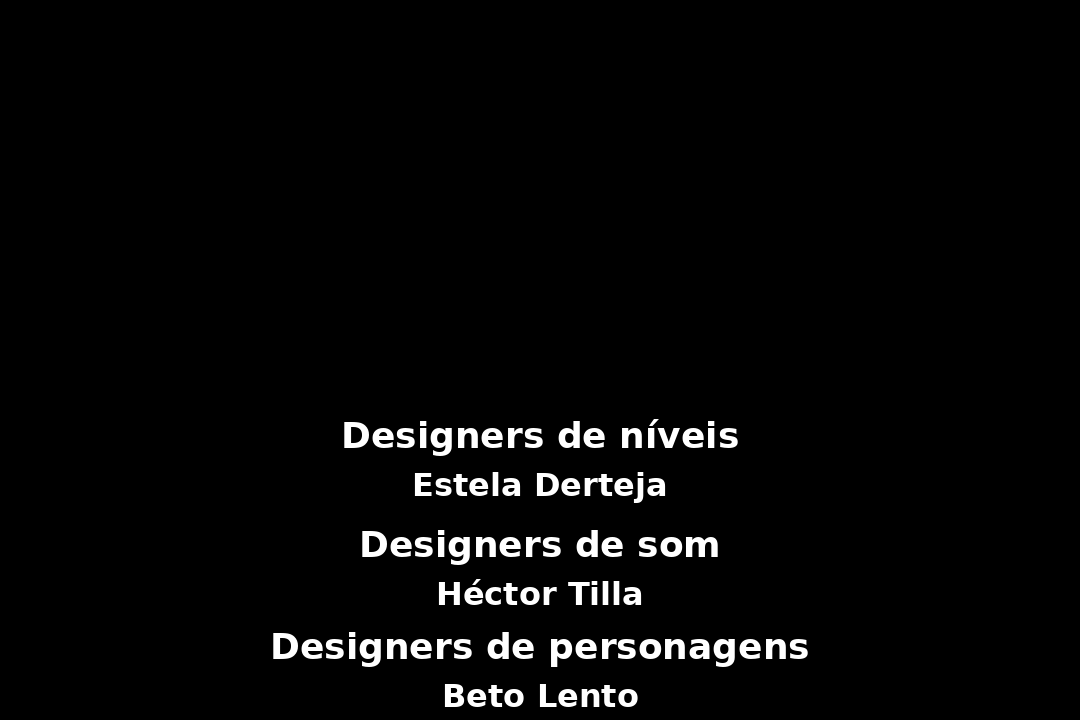 Designers de níveis
Estela Derteja
Designers de som
Héctor Tilla
Designers de personagens
Beto Lento